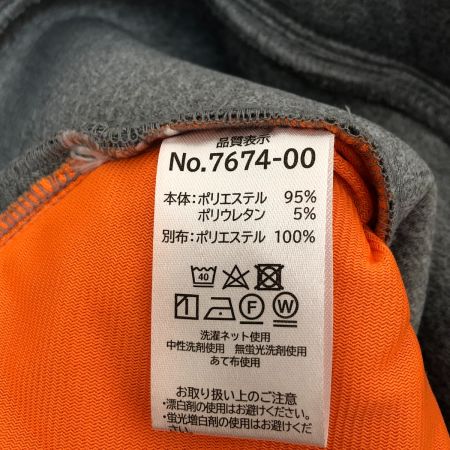 品質表示
No.7674-00
本体:ポリエステル 95%
ポリウレタン 5%
別布:ポリエステル 100%
40
F W
洗濯ネット使用
中性洗剤使用 無蛍光洗剤使用
あて布使用
お取り扱い上のご注意
・漂白剤の使用はお避けください。
・蛍光増白剤の使用はお避けくださ